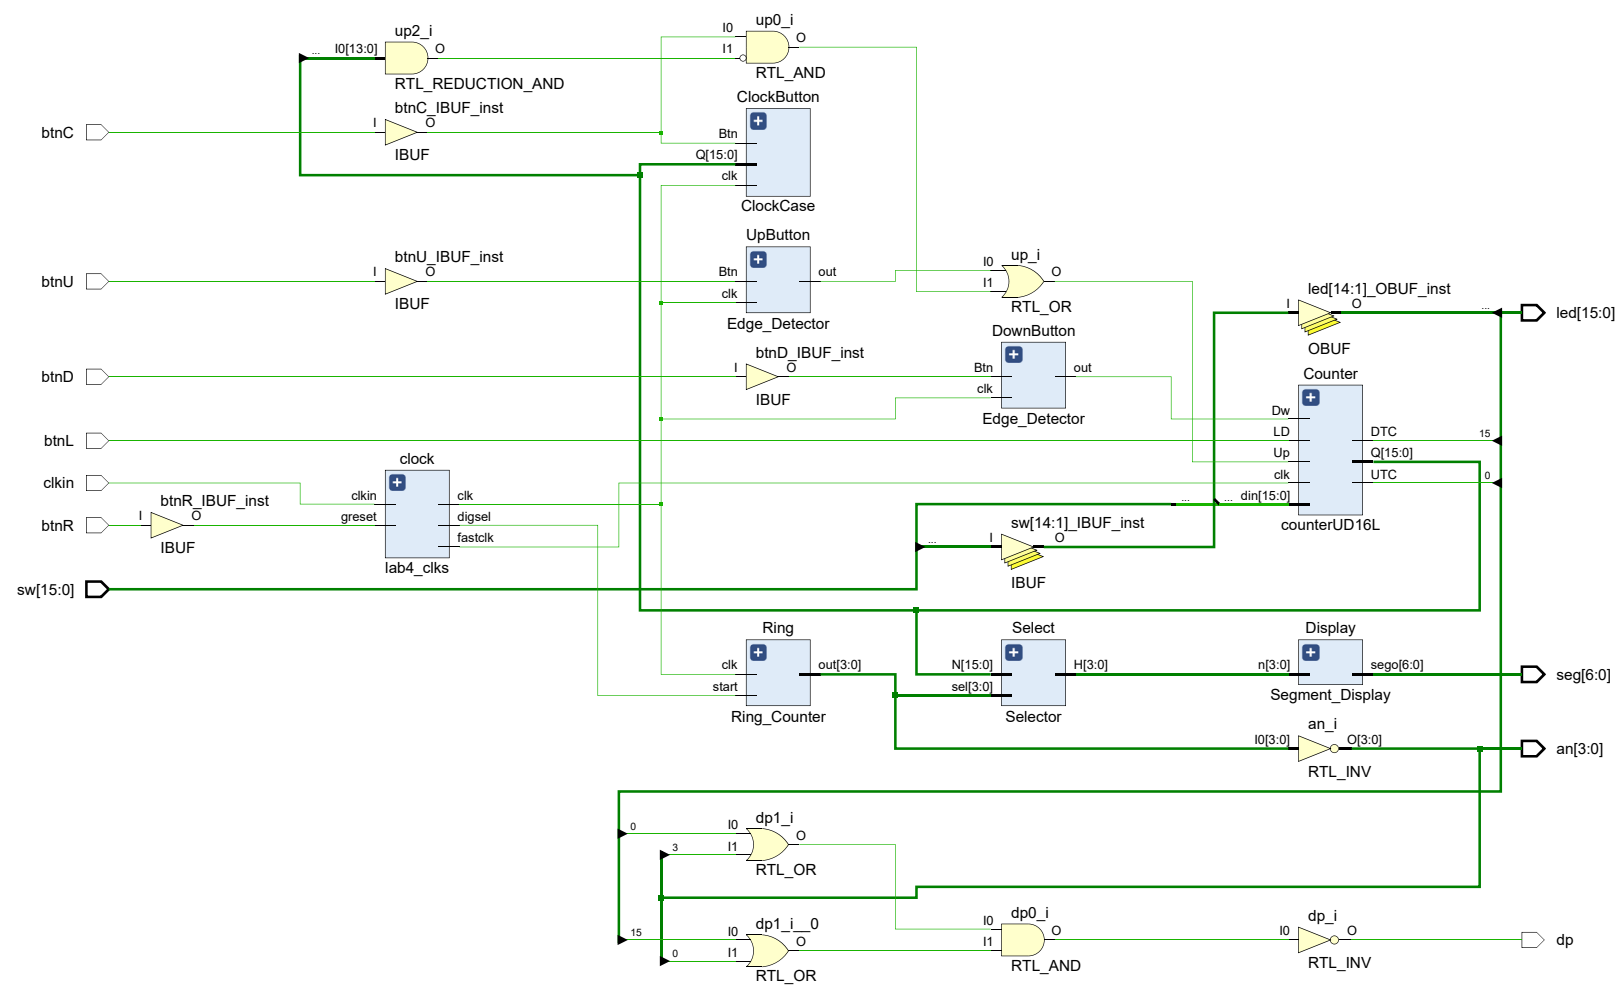 up2_i
I0[13:0]
...
O
RTL_REDUCTION_AND
up0_i
I0
I1
O
RTL_AND
btnC
btnC_IBUF_inst
I
O
IBUF
ClockButton
Btn
Q[15:0]
clk
ClockCase
btnU
btnU_IBUF_inst
I
O
IBUF
UpButton
Btn
clk
out
Edge_Detector
up_i
I0
I1
O
RTL_OR
btnD
btnD_IBUF_inst
I
O
IBUF
DownButton
Btn
clk
out
Edge_Detector
led[14:1]_OBUF_inst
I
O
OBUF
...
led[15:0]
Counter
Dw
LD
Up
clk
... ... din[15:0]
DTC
15
Q[15:0]
UTC
0
counterUD16L
btnL
clkin
btnR
btnR_IBUF_inst
I
O
IBUF
clock
clkin
greset
clk
digsel
fastclk
lab4_clks
sw[15:0]
sw[14:1]_IBUF_inst
...
I
O
IBUF
Ring
clk
start
out[3:0]
Ring_Counter
Select
N[15:0]
sel[3:0]
H[3:0]
Selector
Display
n[3:0]
sego[6:0]
Segment_Display
seg[6:0]
an_i
I0[3:0]
O[3:0]
RTL_INV
an[3:0]
dp1_i
0
I0
3
I1
O
RTL_OR
dp1_i__0
15
I0
0
I1
O
RTL_OR
dp0_i
I0
I1
O
RTL_AND
dp_i
I0
O
RTL_INV
dp